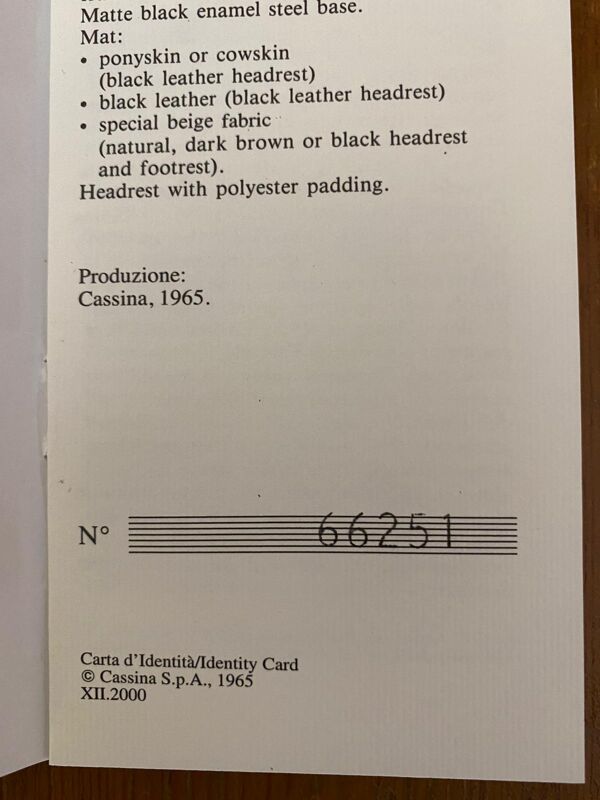 Matte black enamel steel base.
Mat:
• ponyskin or cowskin
(black leather headrest)
• black leather (black leather headrest)
• special beige fabric
(natural, dark brown or black headrest
and footrest).
Headrest with polyester padding.
Produzione:
Cassina, 1965.
N° 66251
Carta d'Identità/Identity Card
© Cassina S.p.A., 1965
XII.2000